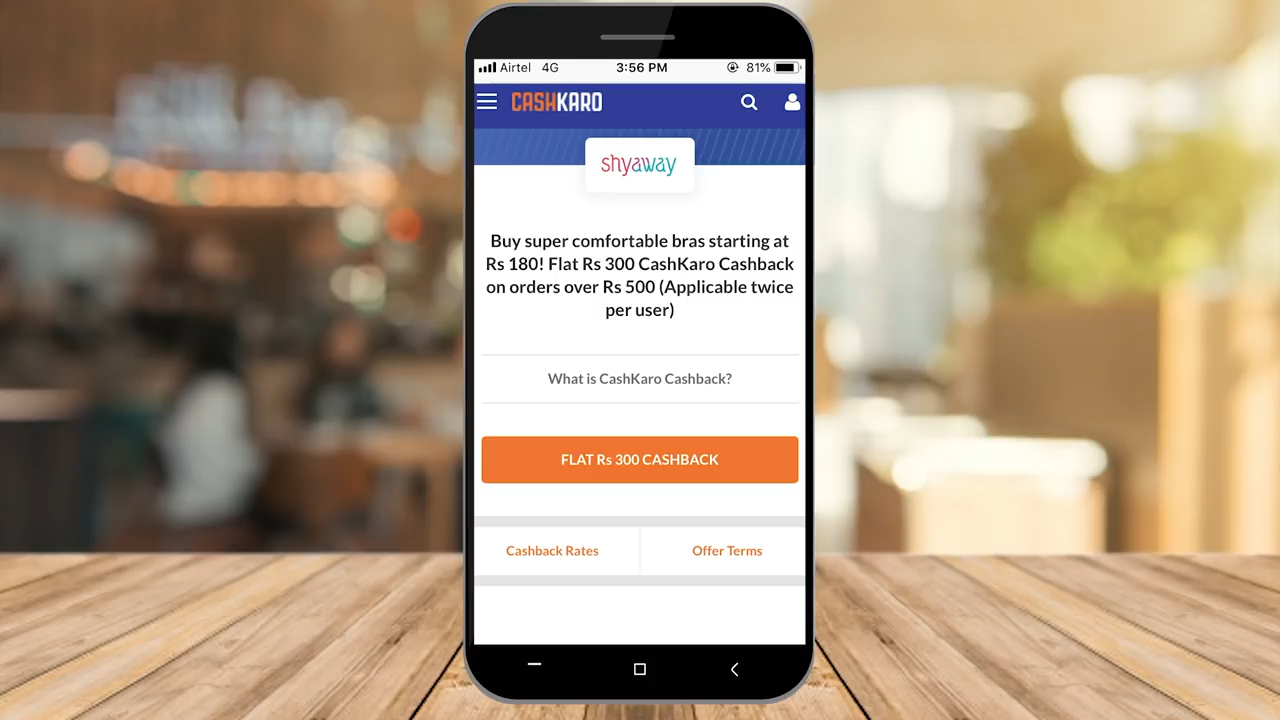 Airtel 4G 3:56 PM 81%
CASHKARO
shyaway
Buy super comfortable bras starting at
Rs 180! Flat Rs 300 CashKaro Cashback
on orders over Rs 500 (Applicable twice
per user)
What is CashKaro Cashback?
FLAT Rs 300 CASHBACK
Cashback Rates
Offer Terms